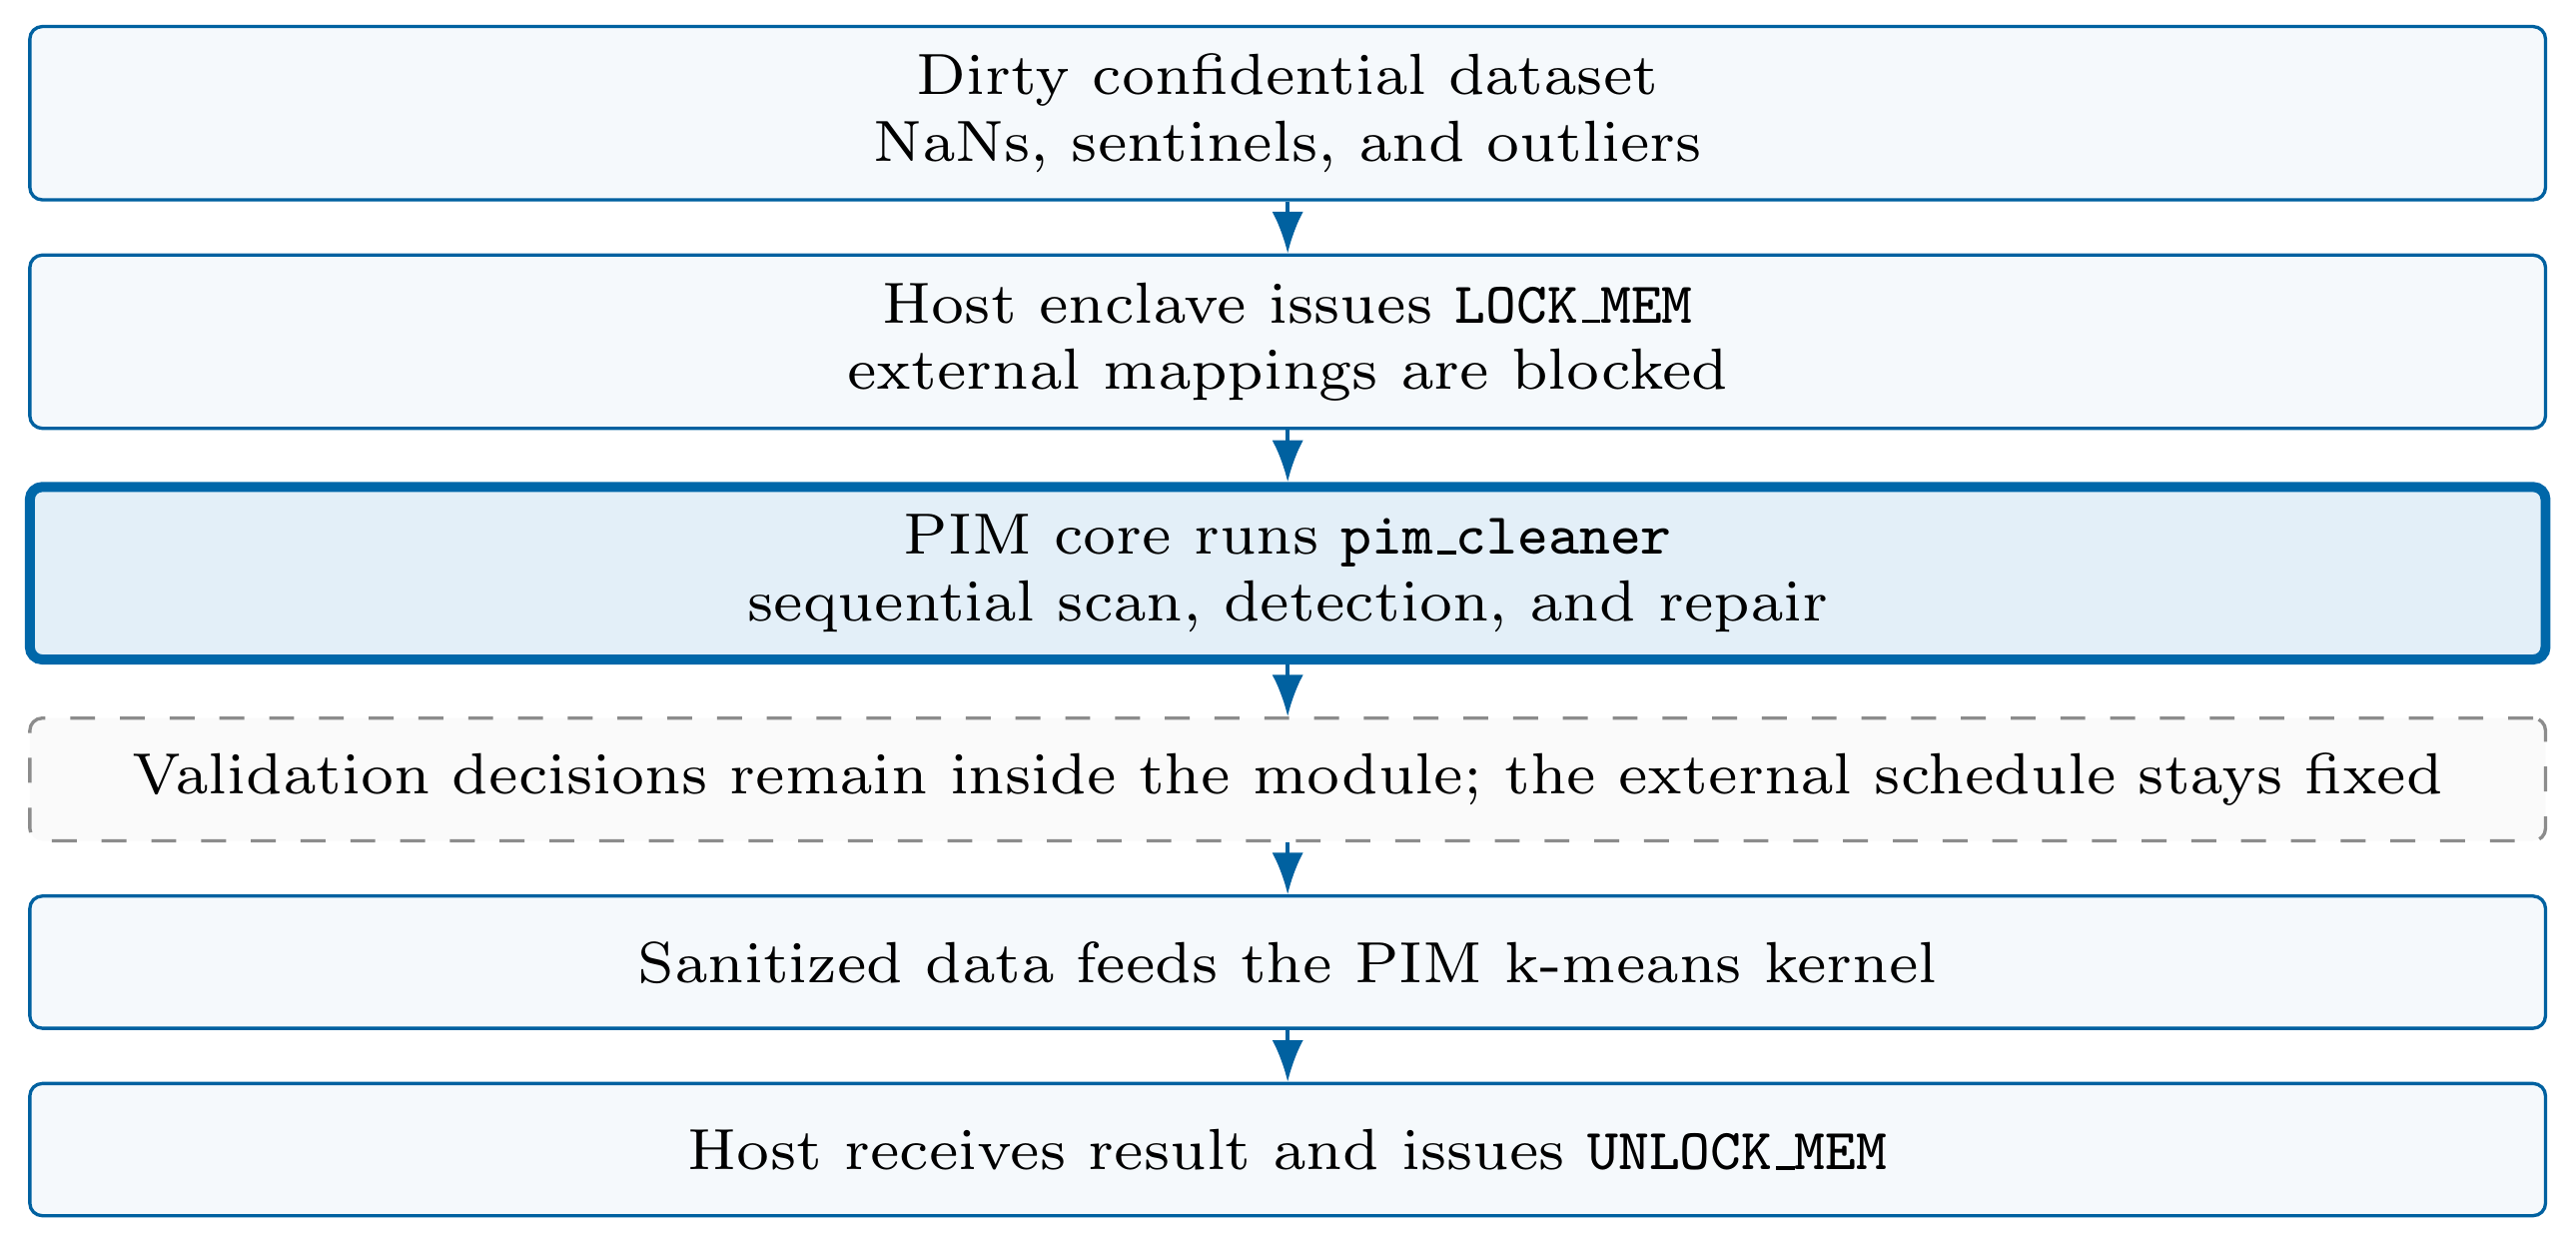 Dirty confidential dataset
NaNs, sentinels, and outliers
Host enclave issues LOCK_MEM
external mappings are blocked
PIM core runs pim_cleaner
sequential scan, detection, and repair
Validation decisions remain inside the module; the external schedule stays fixed
Sanitized data feeds the PIM k-means kernel
Host receives result and issues UNLOCK_MEM